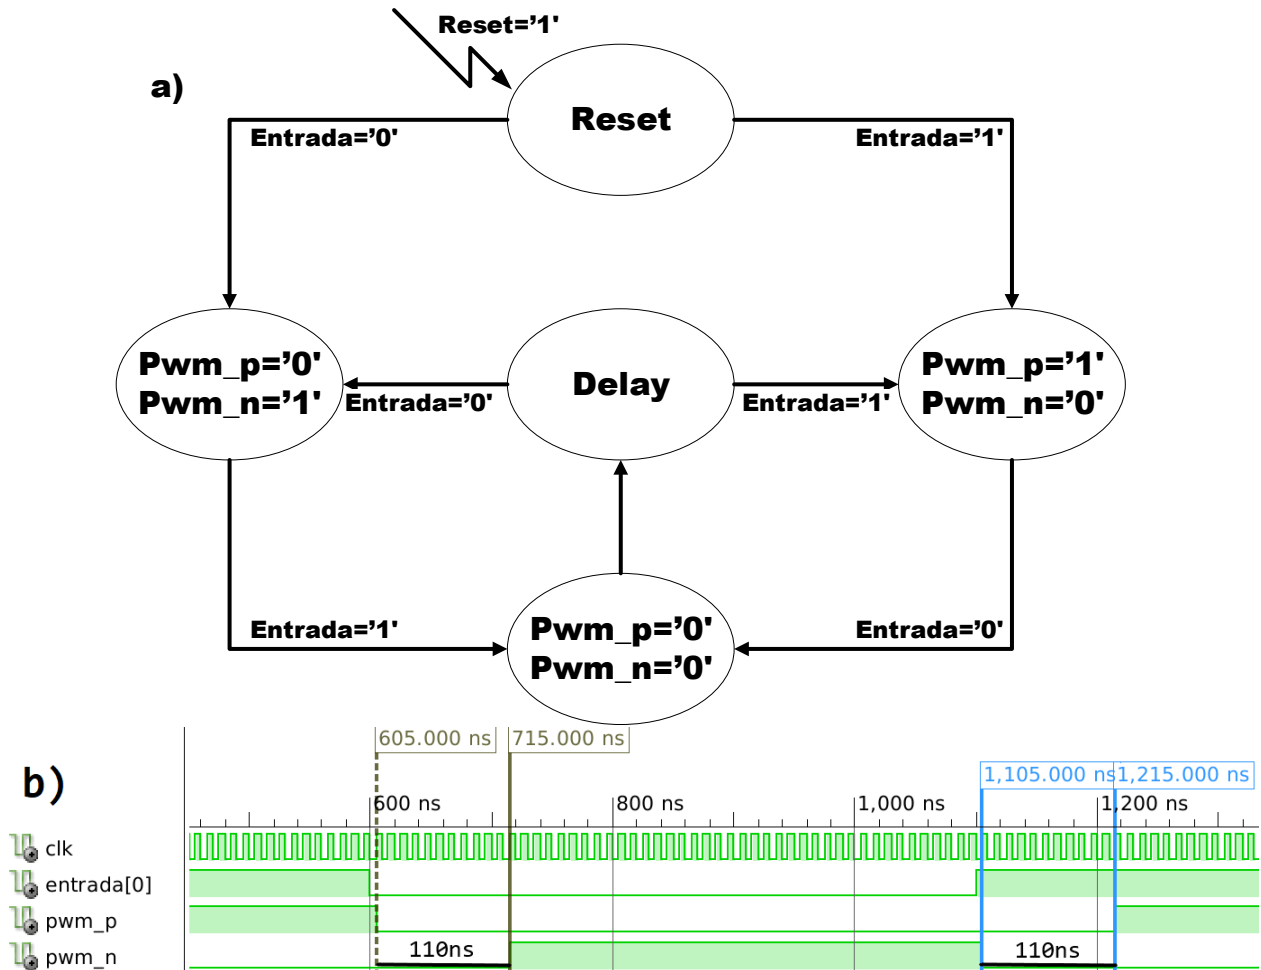 Reset=’1'
a)
Reset
Entrada=’0'
Entrada=’1'
Pwm_p=’0'
Pwm_n=’1'
Delay
Pwm_p=’1'
Pwm_n=’0'
Entrada=’0'
Entrada=’1'
Entrada=’1'
Pwm_p=’0'
Pwm_n=’0'
Entrada=’0'
b)
605.000 ns
715.000 ns
1,105.000 ns
1,215.000 ns
600 ns
800 ns
1,000 ns
1,200 ns
clk
entrada[0]
pwm_p
pwm_n
110ns
110ns